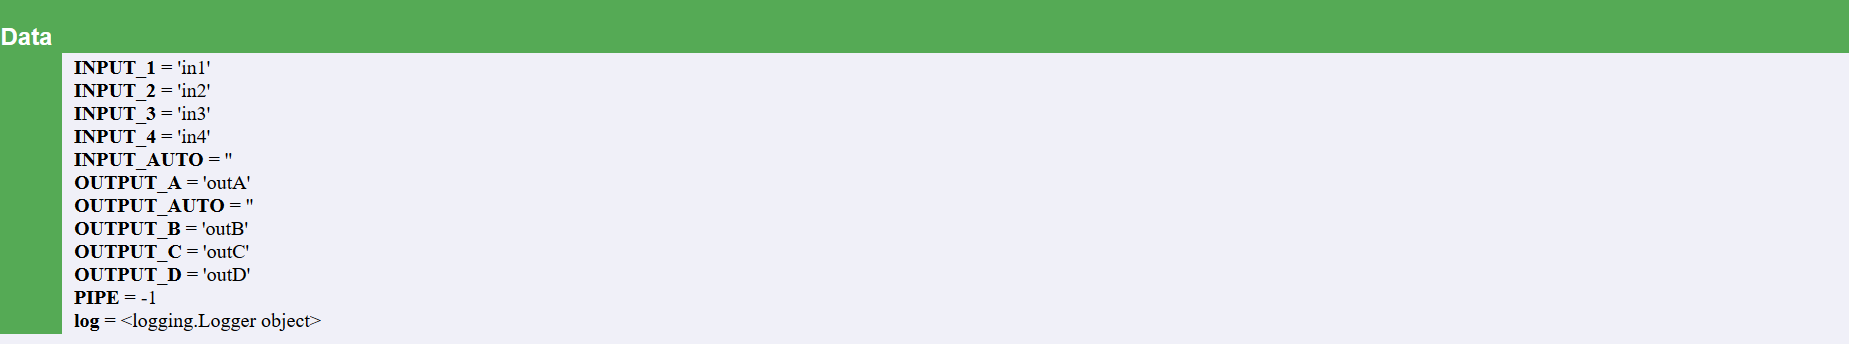 Data
INPUT_1 = 'in1'
INPUT_2 = 'in2'
INPUT_3 = 'in3'
INPUT_4 = 'in4'
INPUT_AUTO = ''
OUTPUT_A = 'outA'
OUTPUT_AUTO = ''
OUTPUT_B = 'outB'
OUTPUT_C = 'outC'
OUTPUT_D = 'outD'
PIPE = -1
log = <logging.Logger object>